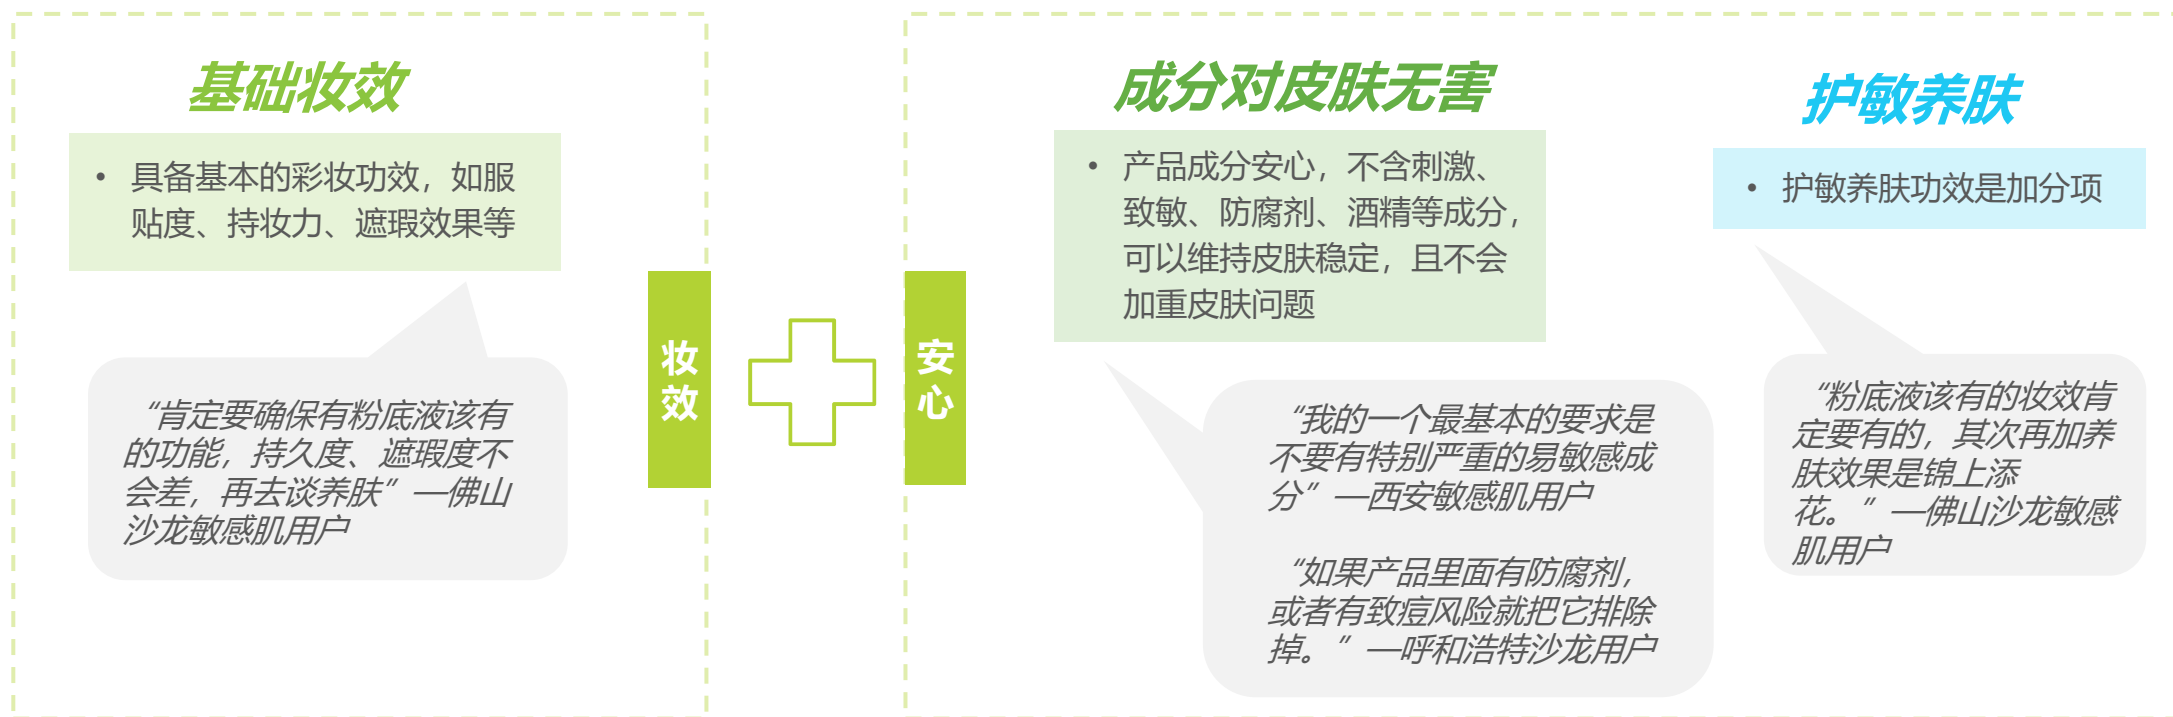 基础妆效
• 具备基本的彩妆功效，如服
贴度、持妆力、遮瑕效果等
“肯定要确保有粉底液该有
的功能，持久度、遮瑕度不
会差，再去谈养肤”—佛山
沙龙敏感肌用户
妆效
安心
成分对皮肤无害
• 产品成分安心，不含刺激、
致敏、防腐剂、酒精等成分，
可以维持皮肤稳定，且不会
加重皮肤问题
“我的一个最基本的要求是
不要有特别严重的易敏感成
分”—西安敏感肌用户
“如果产品里面有防腐剂，
或者有致痘风险就把它排除
掉。”—呼和浩特沙龙用户
护敏养肤
• 护敏养肤功效是加分项
“粉底液该有的妆效肯
定要有的，其次再加养
肤效果是锦上添
花。”—佛山沙龙敏感
肌用户